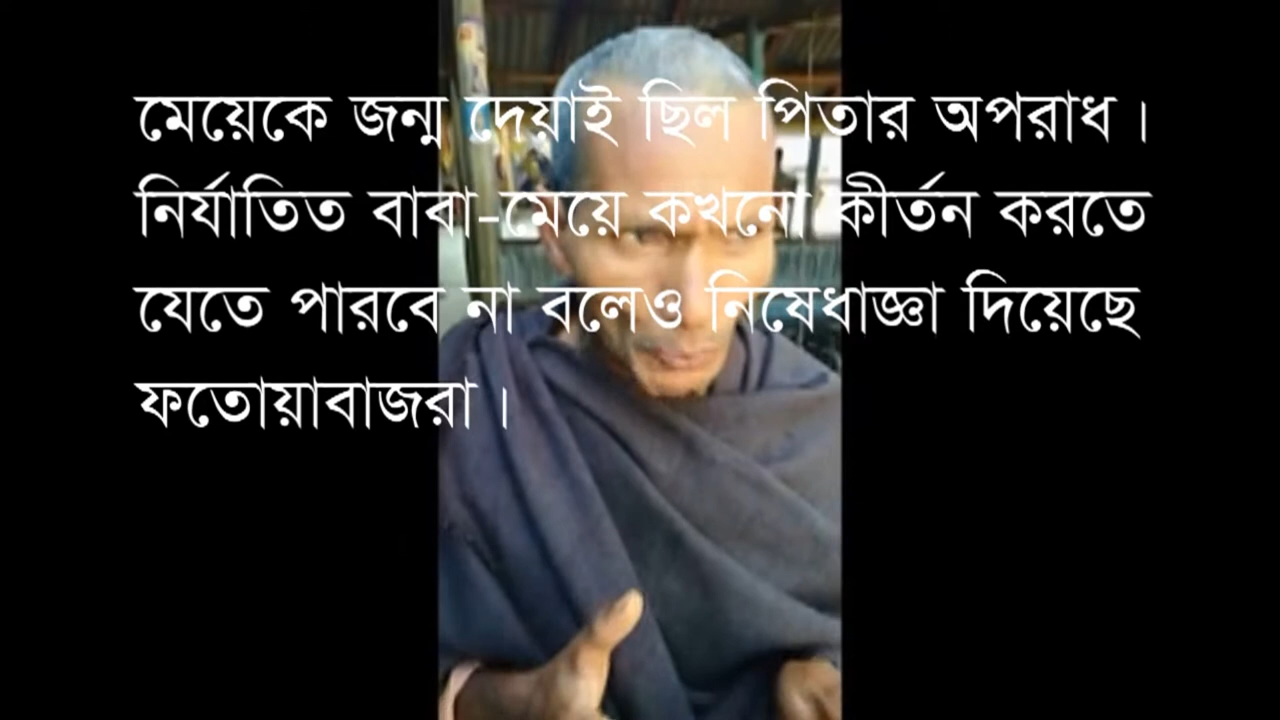 মেয়েকে জন্ম দেয়াই ছিল পিতার অপরাধ।
নির্যাতিত বাবা-মেয়ে কখনো কীর্তন করতে
যেতে পারবে না বলেও নিষেধাজ্ঞা দিয়েছে
ফতোয়াবাজরা।